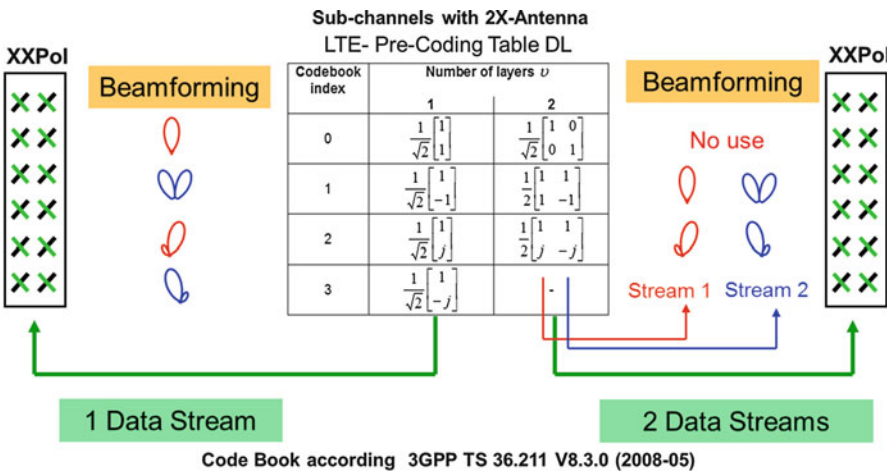 Sub-channels with 2X-Antenna
LTE- Pre-Coding Table DL
XXPol
XXPol
Beamforming
Beamforming
Codebook index
Number of layers υ
1
2
0
1/√2 [1 1]
1/√2 [1 0 0 1]
No use
1
1/√2 [1 -1]
1/2 [1 1 1 -1]
2
1/√2 [1 j]
1/2 [1 1 j -j]
3
1/√2 [1 -j]
-
Stream 1
Stream 2
1 Data Stream
2 Data Streams
Code Book according 3GPP TS 36.211 V8.3.0 (2008-05)